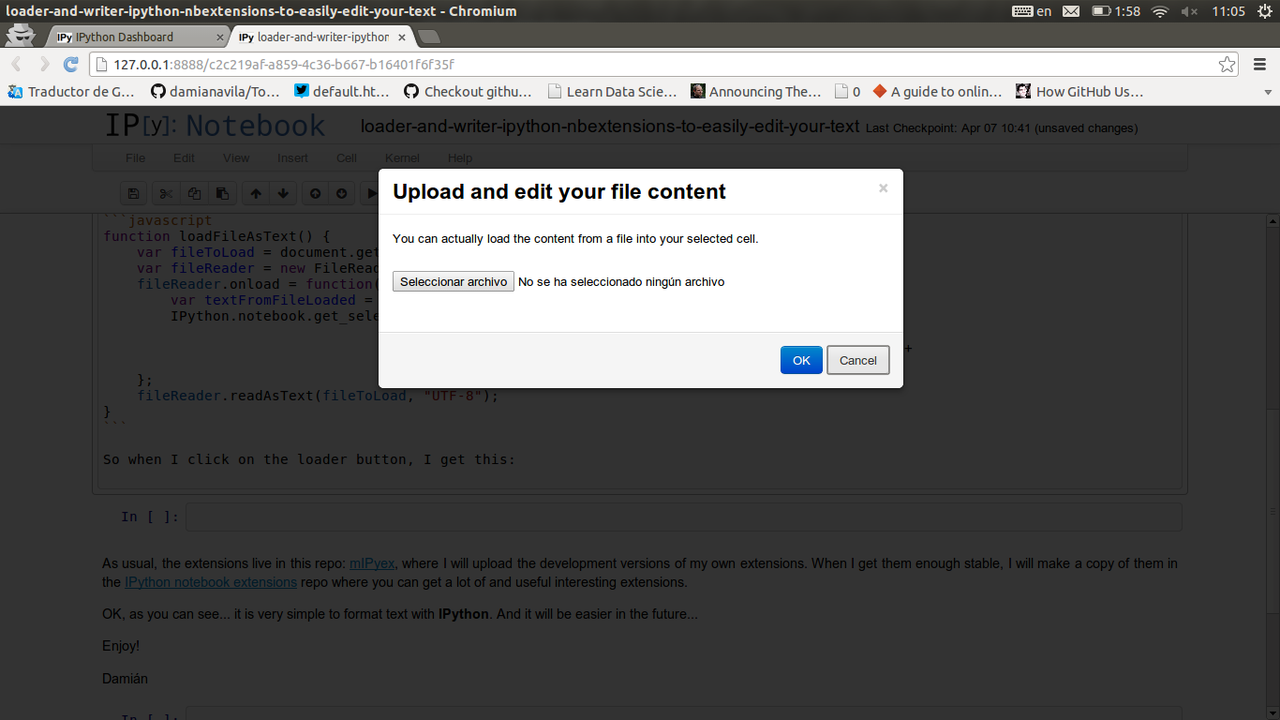 loader-and-writer-ipython-nbextensions-to-easily-edit-your-text - Chromium
en
1:58
11:05
IPy IPython Dashboard ×
IPy loader-and-writer-ipython ×
127.0.0.1:8888/c2c219af-a859-4c36-b667-b16401f6f35f
Traductor de G...
damianavila/To...
default.ht...
Checkout githu...
Learn Data Scie...
Announcing The...
0
A guide to onlin...
How GitHub Us...
IP[y]: Notebook
loader-and-writer-ipython-nbextensions-to-easily-edit-your-text Last Checkpoint: Apr 07 10:41 (unsaved changes)
File Edit View Insert Cell Kernel Help
Upload and edit your file content ×
You can actually load the content from a file into your selected cell.
Seleccionar archivo No se ha seleccionado ningún archivo
OK Cancel
```javascript
function loadFileAsText() {
var fileToLoad = document.get
var fileReader = new FileRead
fileReader.onload = function(
var textFromFileLoaded =
IPython.notebook.get_sele
+
};
fileReader.readAsText(fileToLoad, "UTF-8");
}
```
So when I click on the loader button, I get this:
In [ ]:
As usual, the extensions live in this repo: mIPyex, where I will upload the development versions of my own extensions. When I get them enough stable, I will make a copy of them in
the IPython notebook extensions repo where you can get a lot of and useful interesting extensions.
OK, as you can see... it is very simple to format text with IPython. And it will be easier in the future...
Enjoy!
Damián
In [ ]: